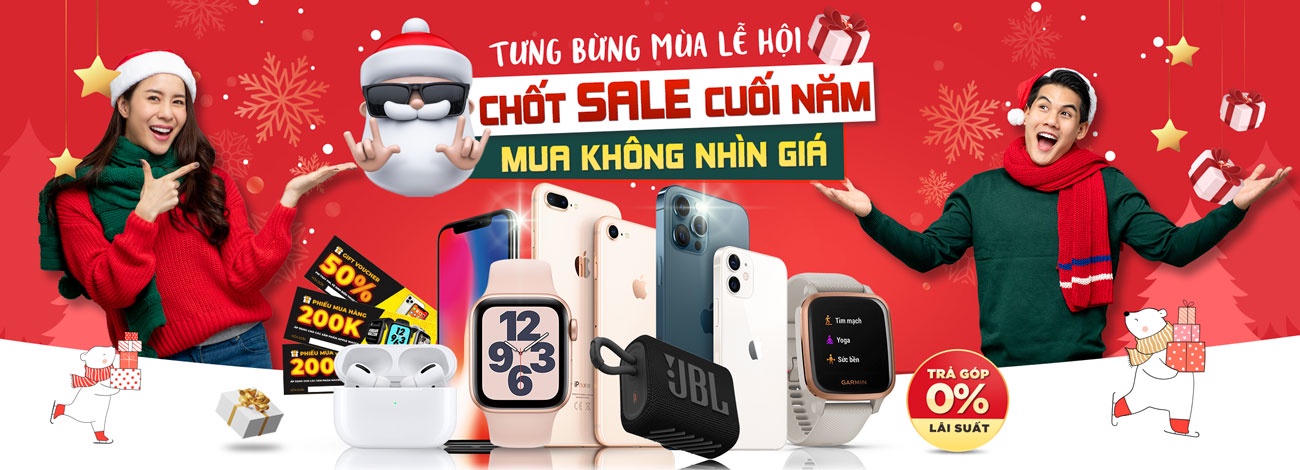 TƯNG BỪNG MÙA LỄ HỘI
CHỐT SALE CUỐI NĂM
MUA KHÔNG NHÌN GIÁ
GIFT VOUCHER
50%
PHIẾU MUA HÀNG
200K
PHIẾU MUA
200
12
9 3
6
iPhone
JBL
Tim mạch
Yoga
Sức bền
GARMIN
TRẢ GÓP
0%
LÃI SUẤT